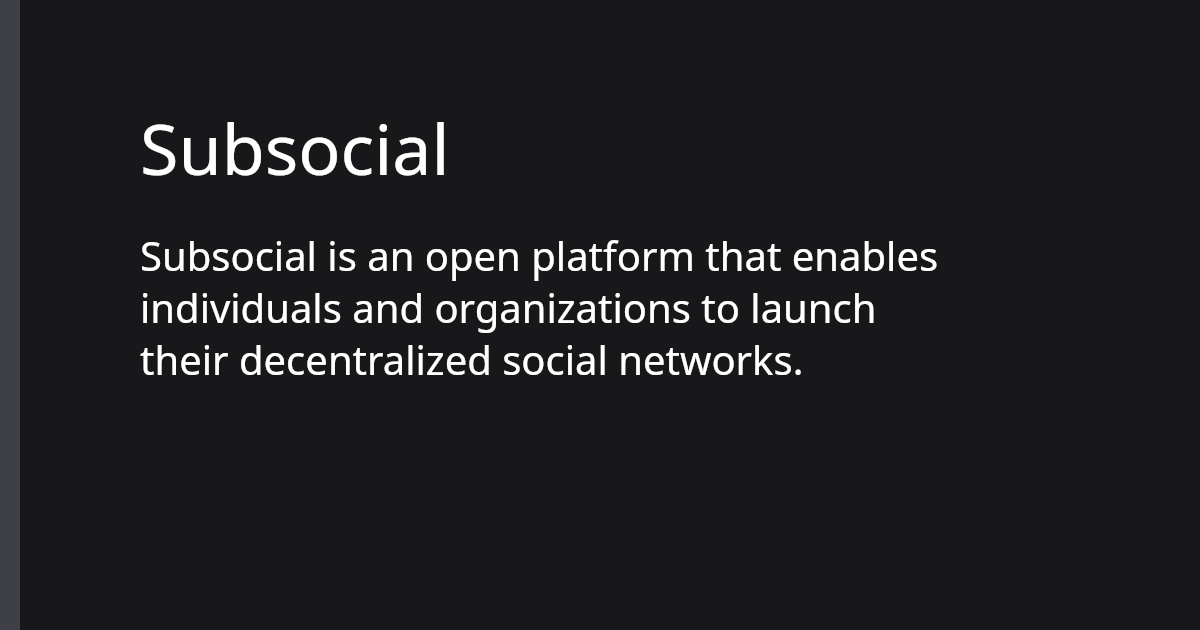 Subsocial
Subsocial is an open platform that enables
individuals and organizations to launch
their decentralized social networks.